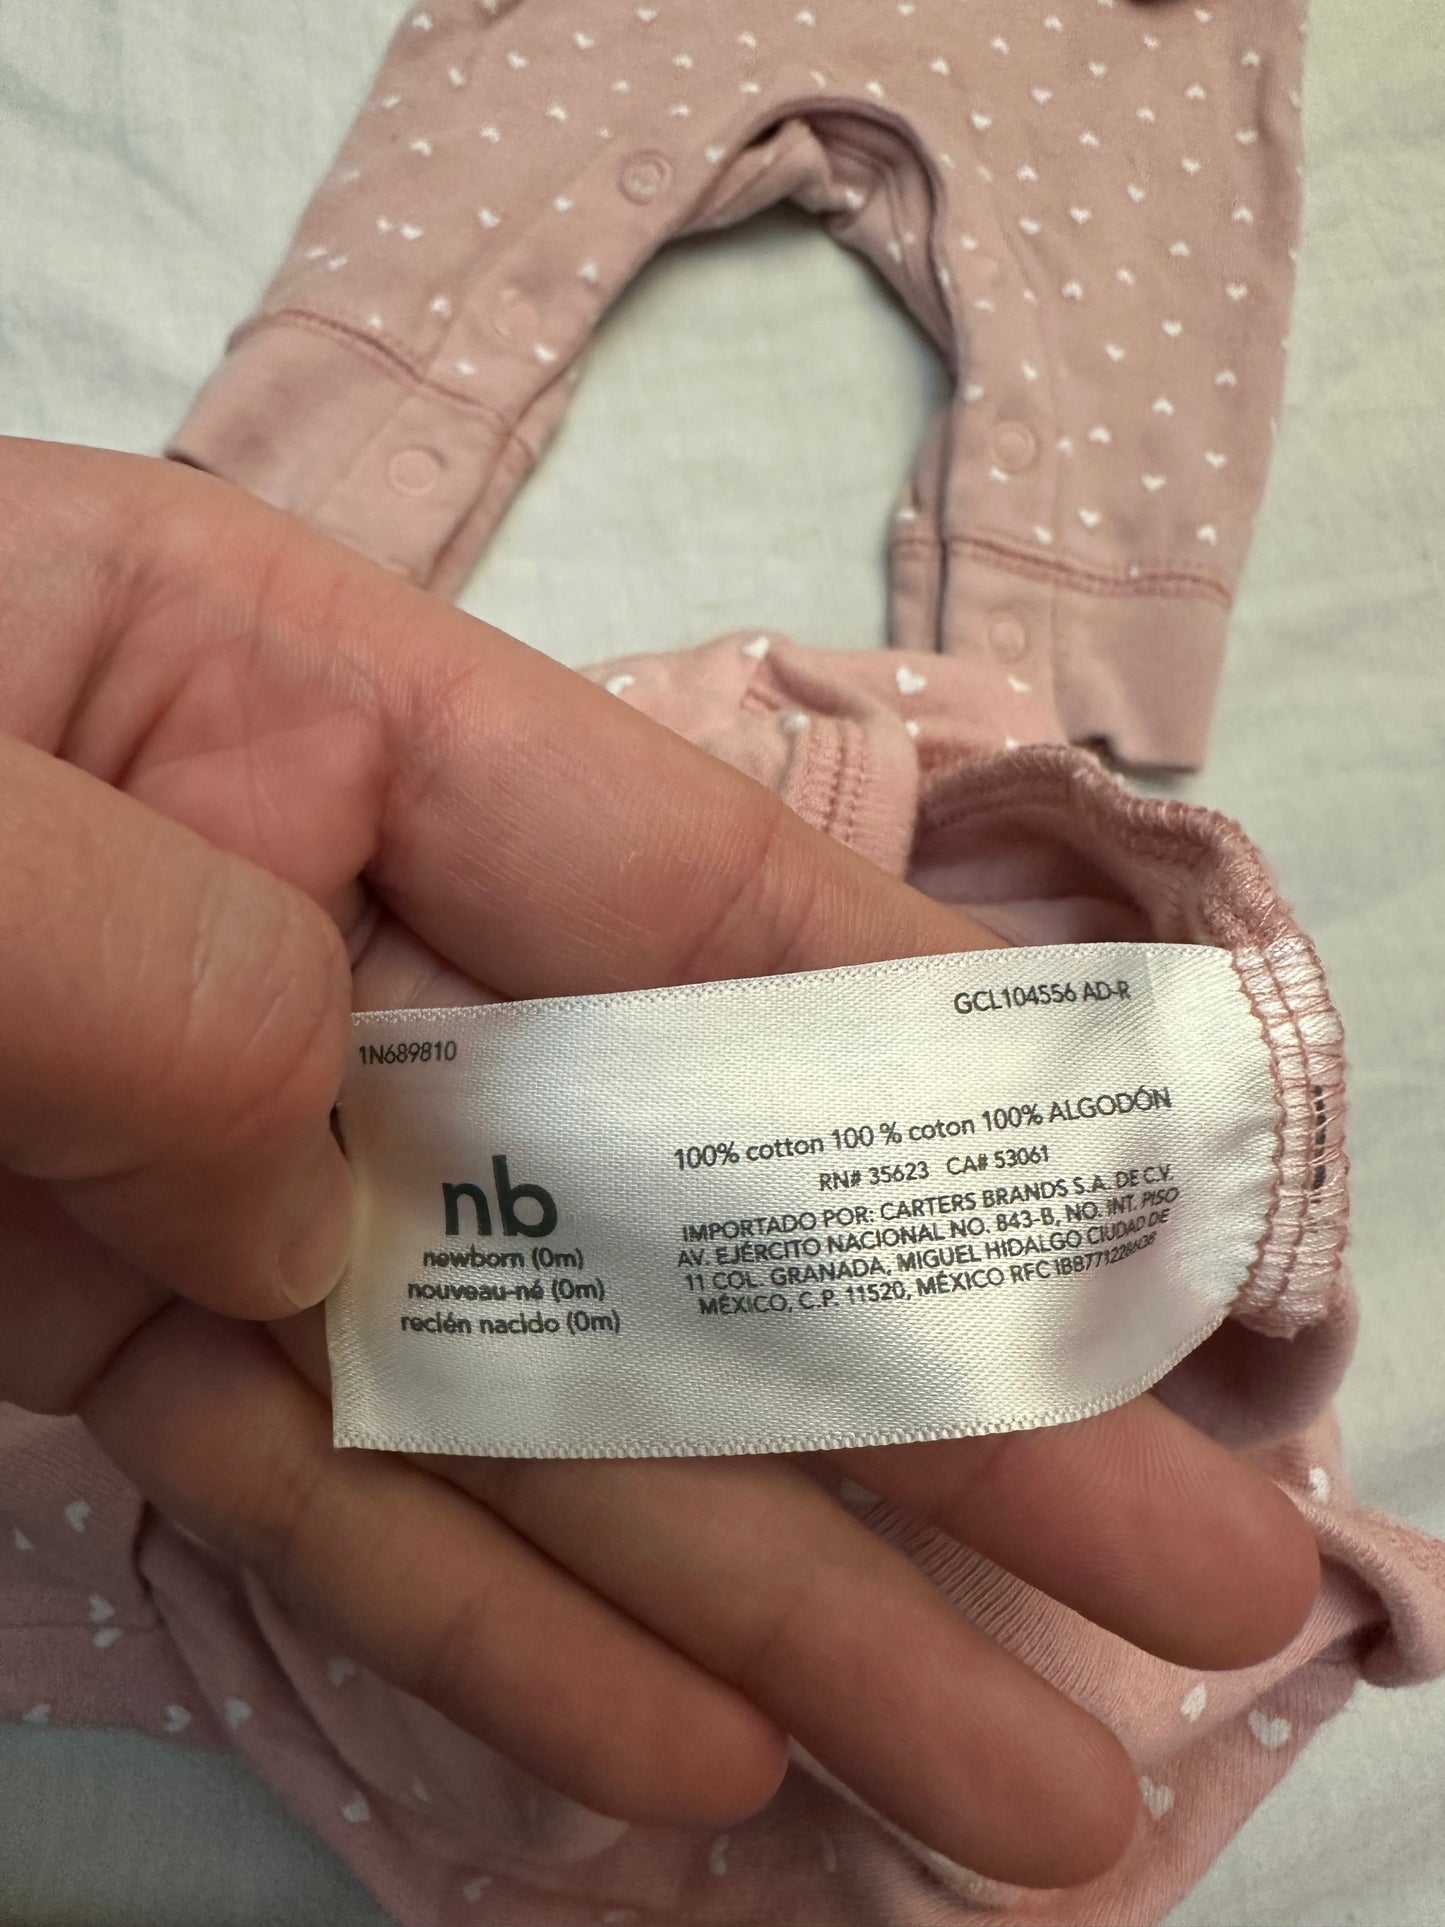 GCL104556 AD-R
1N689810
nb
newborn (0m)
nouveau-né (0m)
recién nacido (0m)
100% cotton 100 % coton 100% ALGODÓN
RN# 35623 CA# 53061
IMPORTADO POR: CARTERS BRANDS S.A. DE C.V.
AV. EJÉRCITO NACIONAL NO. 843-B, NO. INT. PISO
11 COL. GRANADA, MIGUEL HIDALGO CIUDAD DE
MÉXICO, C.P. 11520, MÉXICO RFC